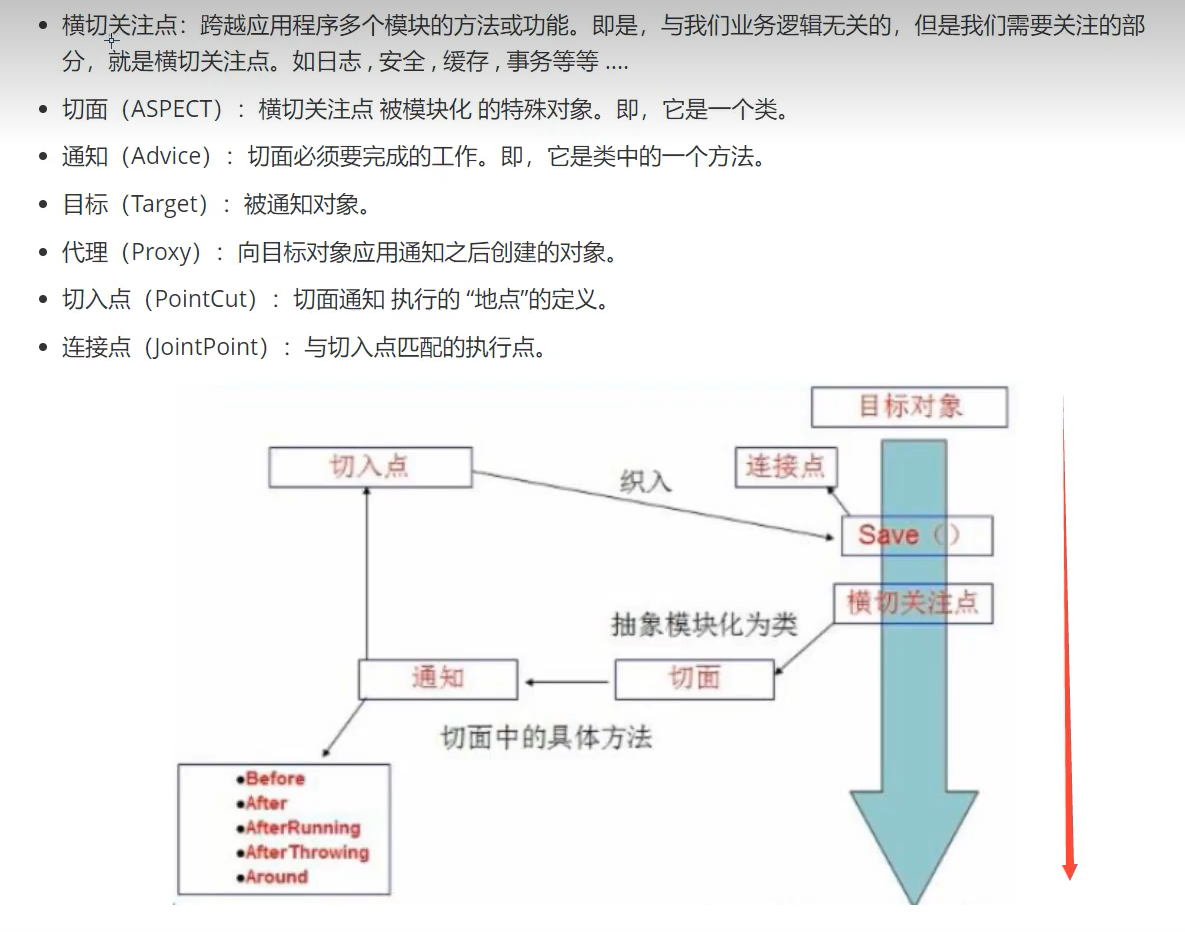 横切关注点：跨越应用程序多个模块的方法或功能。即是，与我们业务逻辑无关的，但是我们需要关注的部
分，就是横切关注点。如日志 , 安全 , 缓存 , 事务等等 ....
切面（ASPECT）：横切关注点 被模块化 的特殊对象。即，它是一个类。
通知（Advice）：切面必须要完成的工作。即，它是类中的一个方法。
目标（Target）：被通知对象。
代理（Proxy）：向目标对象应用通知之后创建的对象。
切入点（PointCut）：切面通知 执行的 “地点”的定义。
连接点（JointPoint）：与切入点匹配的执行点。
目标对象
切入点
织入
连接点
Save（）
横切关注点
抽象模块化为类
通知
切面
切面中的具体方法
●Before
●After
●AfterRunning
●AfterThrowing
●Around